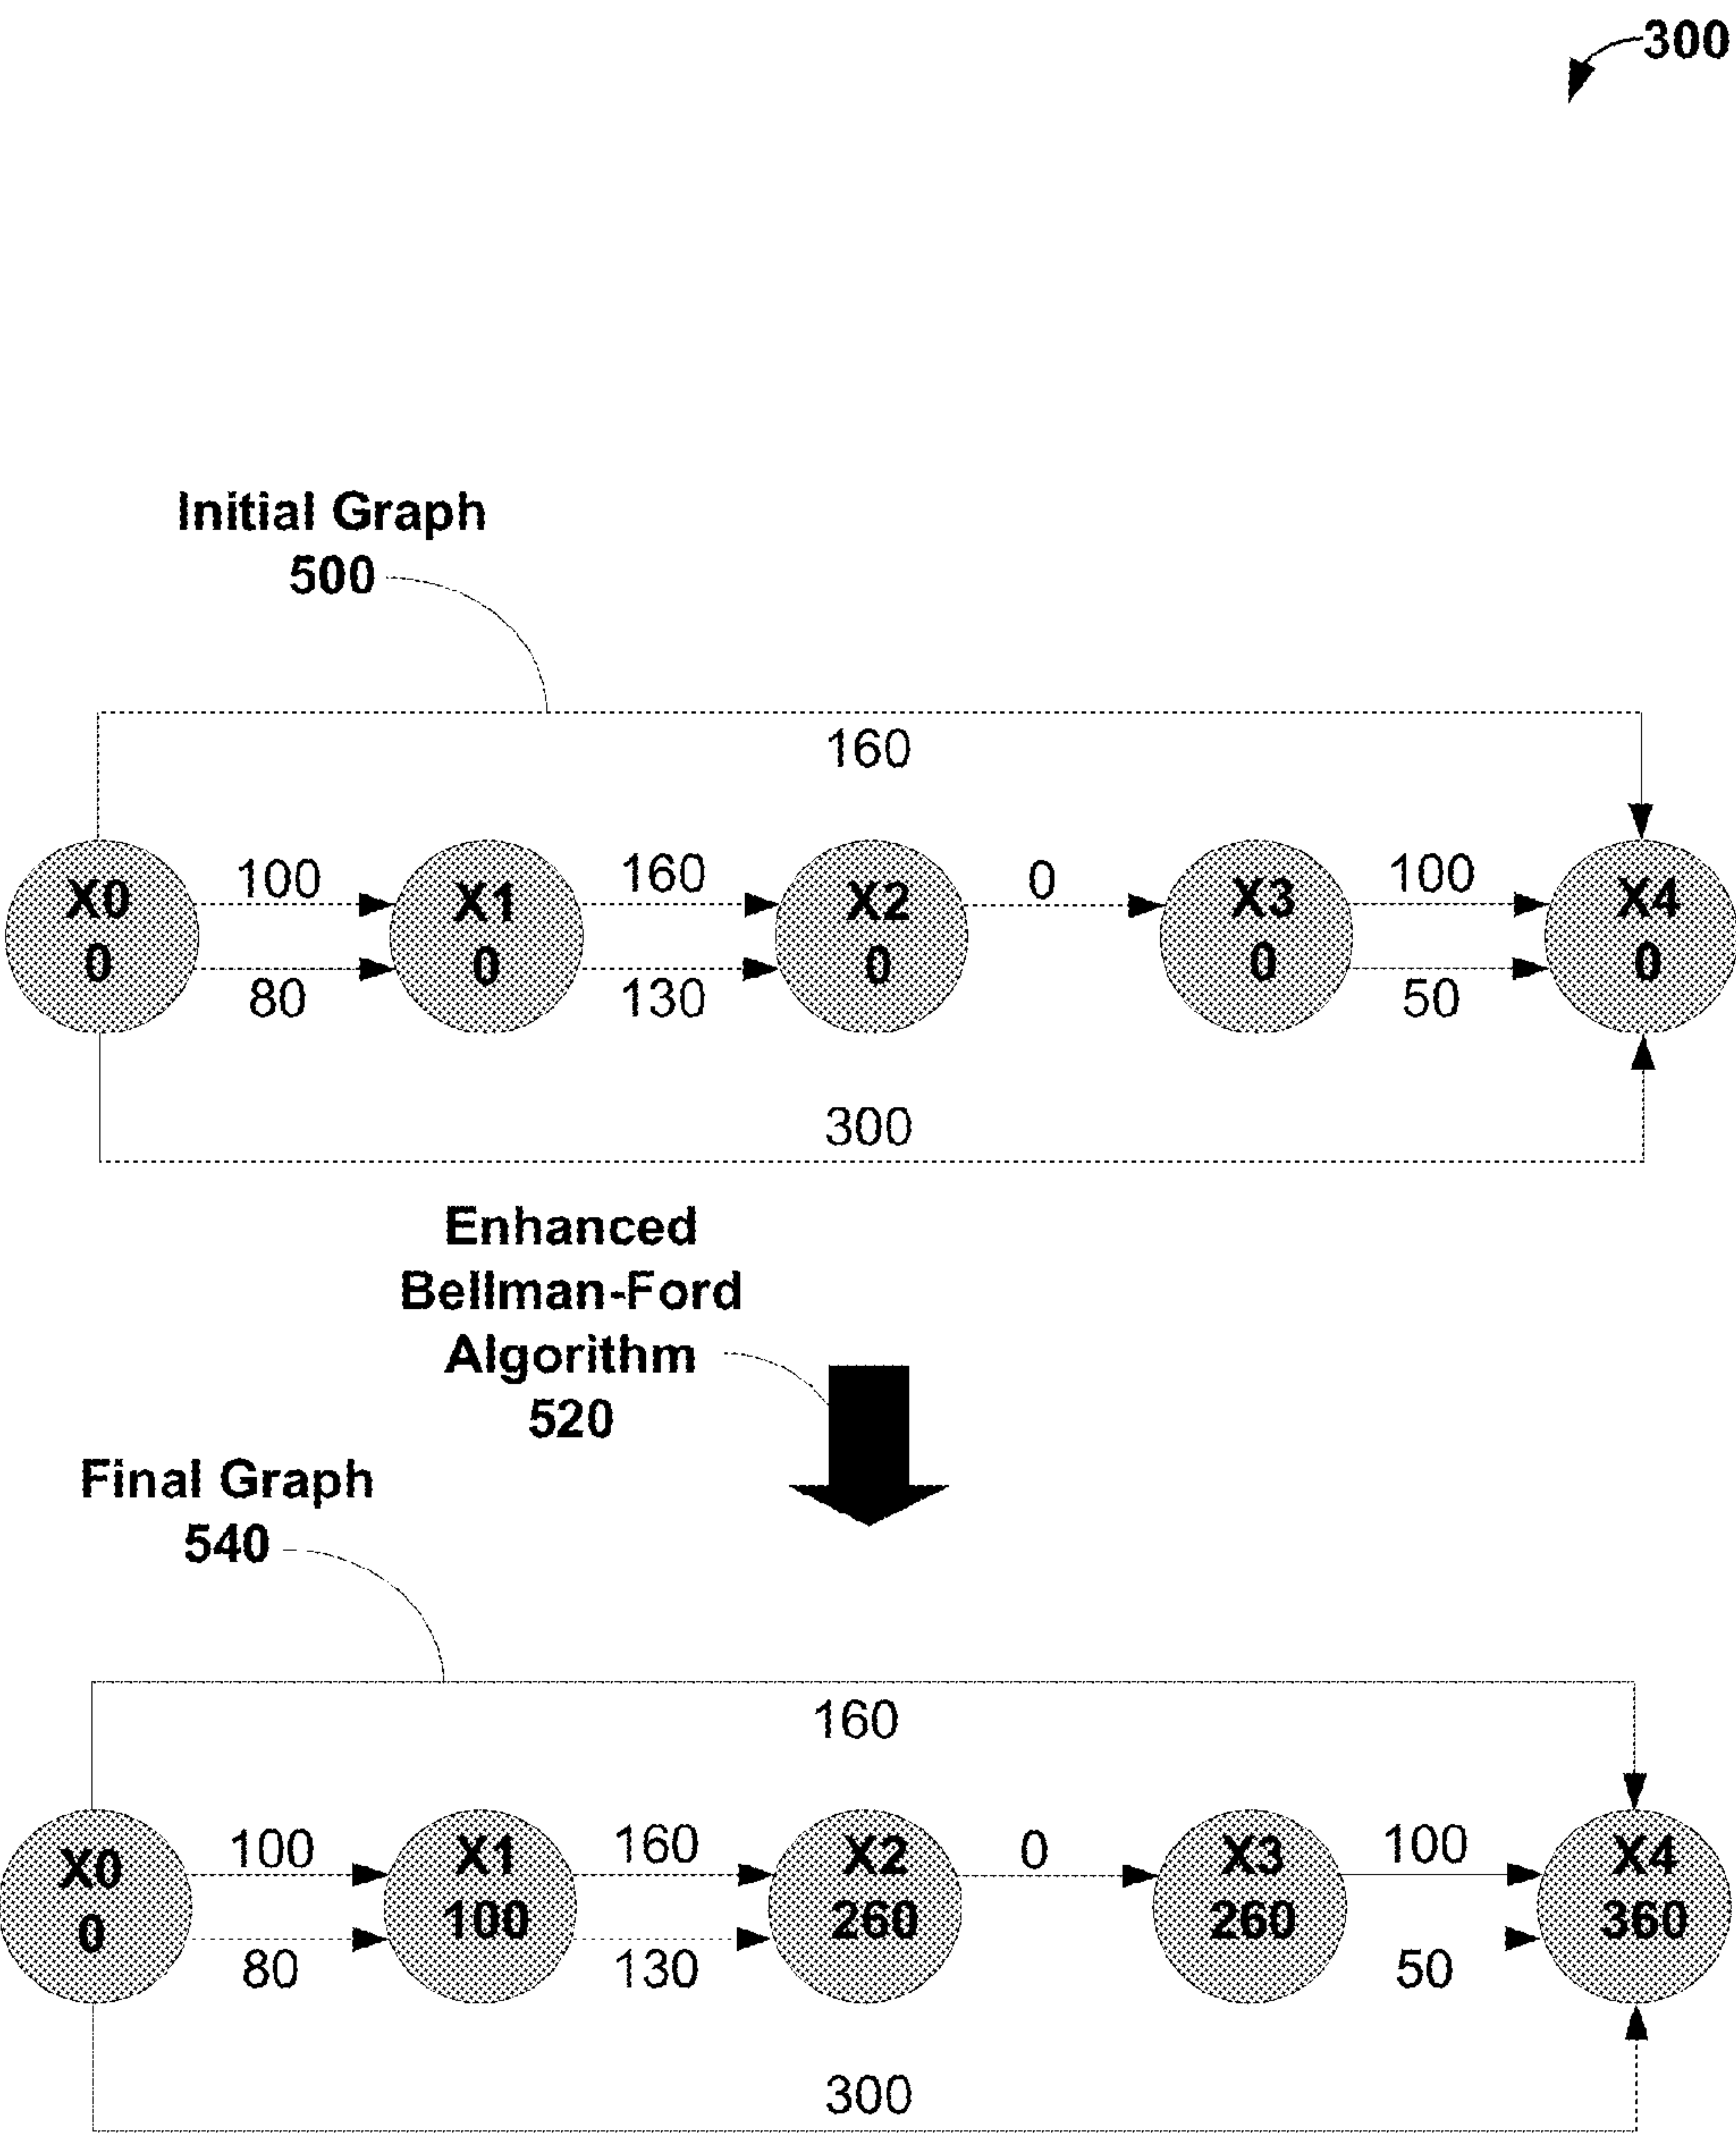 300
Initial Graph
500
160
100 160 0 100
X0 X1 X2 X3 X4
0 0 0 0 0
80 130 50
300
Enhanced
Bellman-Ford
Algorithm
520
Final Graph
540
160
100 160 0 100
X0 X1 X2 X3 X4
0 100 260 260 360
80 130 50
300